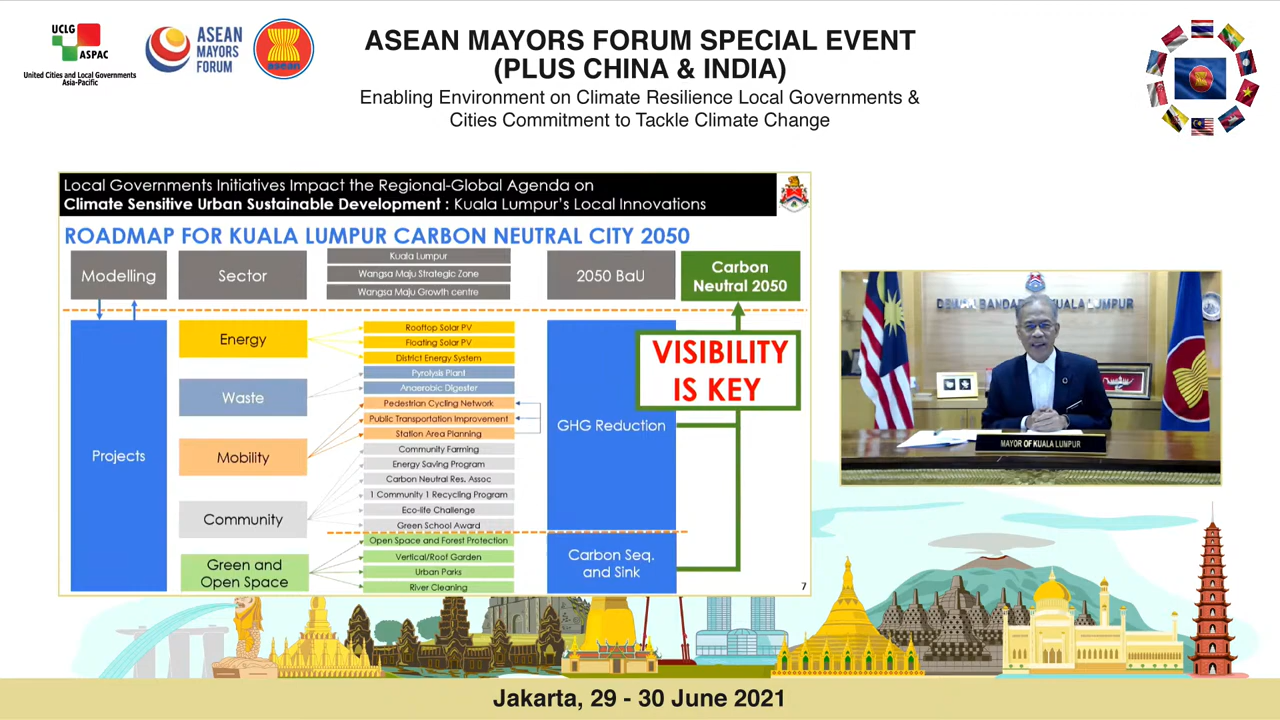 UCLG
ASPAC
United Cities and Local Governments
Asia-Pacific
ASEAN
MAYORS
FORUM
asean
ASEAN MAYORS FORUM SPECIAL EVENT
(PLUS CHINA & INDIA)
Enabling Environment on Climate Resilience Local Governments &
Cities Commitment to Tackle Climate Change
Local Governments Initiatives Impact the Regional-Global Agenda on
Climate Sensitive Urban Sustainable Development : Kuala Lumpur's Local Innovations
ROADMAP FOR KUALA LUMPUR CARBON NEUTRAL CITY 2050
Modelling
Sector
Kuala Lumpur
Wangsa Maju Strategic Zone
Wangsa Maju Growth centre
2050 BaU
Carbon
Neutral 2050
Projects
Energy
Waste
Mobility
Community
Green and
Open Space
Rooftop Solar PV
Floating Solar PV
District Energy System
Pyrolysis Plant
Anaerobic Digester
Pedestrian Cycling Network
Public Transportation Improvement
Station Area Planning
Community Farming
Energy Saving Program
Carbon Neutral Res. Assoc
1 Community 1 Recycling Program
Eco-life Challenge
Green School Award
Open Space and Forest Protection
Vertical/Roof Garden
Urban Parks
River Cleaning
GHG Reduction
Carbon Seq.
and Sink
VISIBILITY
IS KEY
7
KUALA LUMPUR
MAYOR OF KUALA LUMPUR
Jakarta, 29 - 30 June 2021